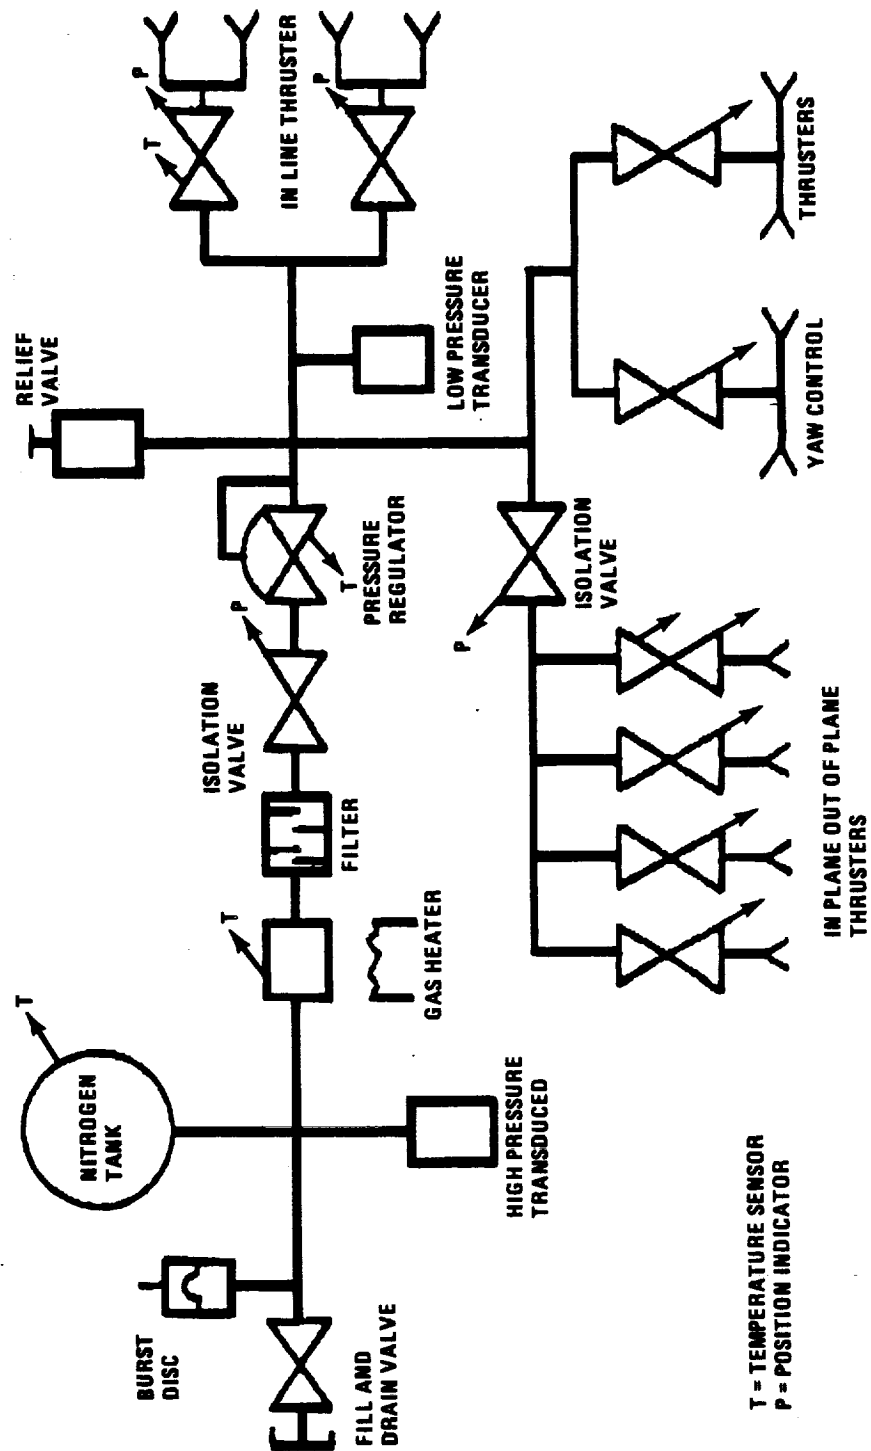 RELIEF
VALVE
P
T
IN LINE THRUSTER
P
LOW PRESSURE
TRANSDUCER
T
PRESSURE
REGULATOR
P
ISOLATION
VALVE
FILTER
T
GAS HEATER
T
NITROGEN
TANK
HIGH PRESSURE
TRANSDUCED
BURST
DISC
FILL AND
DRAIN VALVE
P
ISOLATION
VALVE
THRUSTERS
YAW CONTROL
IN PLANE OUT OF PLANE
THRUSTERS
T = TEMPERATURE SENSOR
P = POSITION INDICATOR